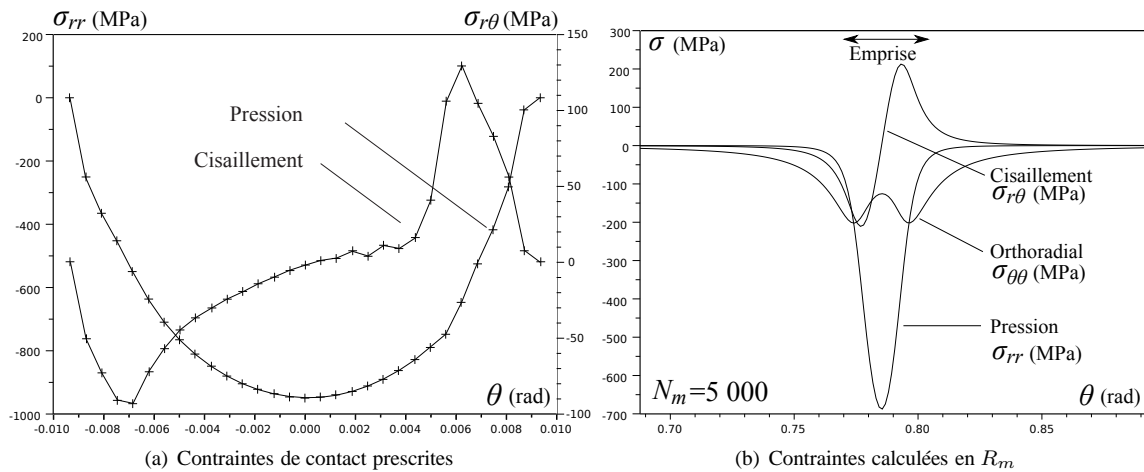 σrr (MPa)
σrθ (MPa)
200
0
-200
-400
-600
-800
-1000
150
100
50
0
-50
-100
Pression
Cisaillement
θ (rad)
-0.010
-0.008
-0.006
-0.004
-0.002
0.000
0.002
0.004
0.006
0.008
0.010
(a) Contraintes de contact prescrites
300
200
100
0
-100
-200
-300
-400
-500
-600
-700
σ (MPa)
Emprise
Cisaillement
σrθ (MPa)
Orthoradial
σθθ (MPa)
Pression
σrr (MPa)
Nm=5 000
θ (rad)
0.70
0.75
0.80
0.85
(b) Contraintes calculées en Rm